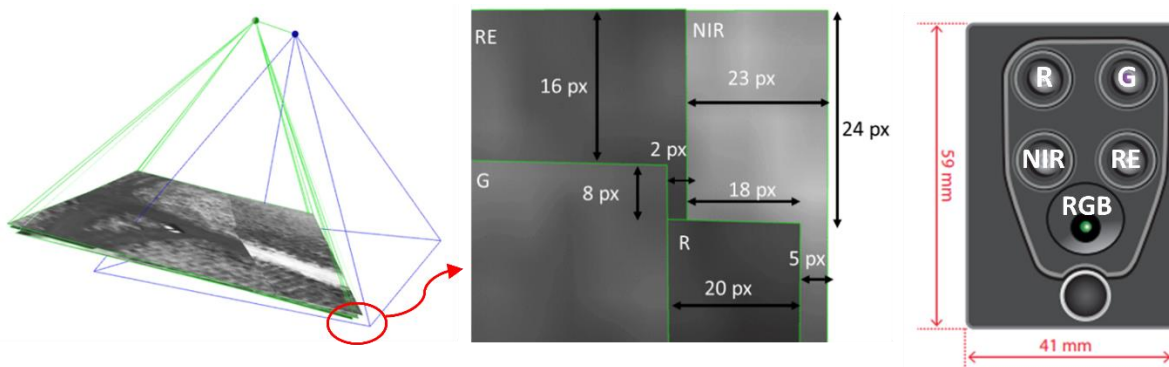 RE
NIR
16 px
23 px
24 px
2 px
G
8 px
18 px
R
5 px
20 px
R
G
NIR
RE
RGB
59 mm
41 mm